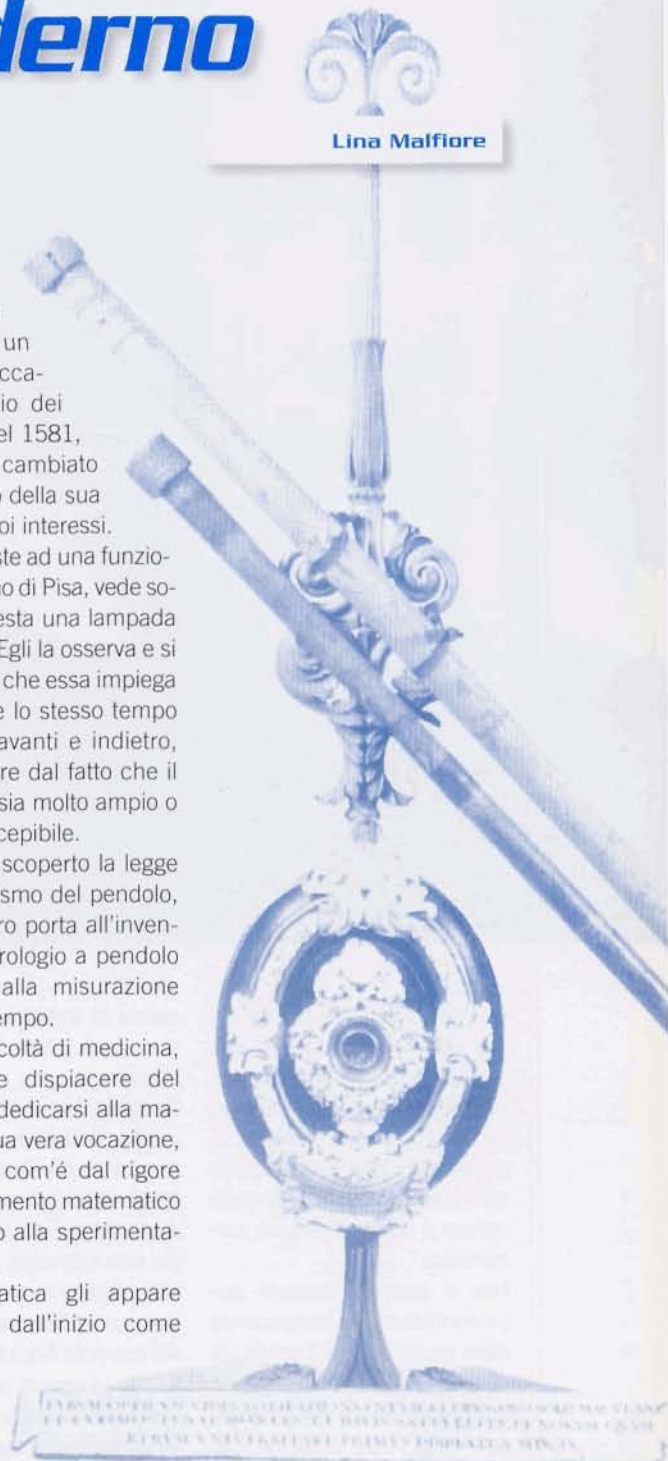 derno
Lina Malfiore
un
cca-
io dei
el 1581,
cambiato
o della sua
oi interessi.
ste ad una funzio-
o di Pisa, vede so-
esta una lampada
Egli la osserva e si
che essa impiega
e lo stesso tempo
avanti e indietro,
re dal fatto che il
sia molto ampio o
cepibile.
scoperto la legge
smo del pendolo,
ro porta all'inven-
rologio a pendolo
alla misurazione
empo.
coltà di medicina,
e dispiacere del
dedicarsi alla ma-
ua vera vocazione,
com'é dal rigore
mento matematico
o alla sperimenta-
atica gli appare
dall'inizio come